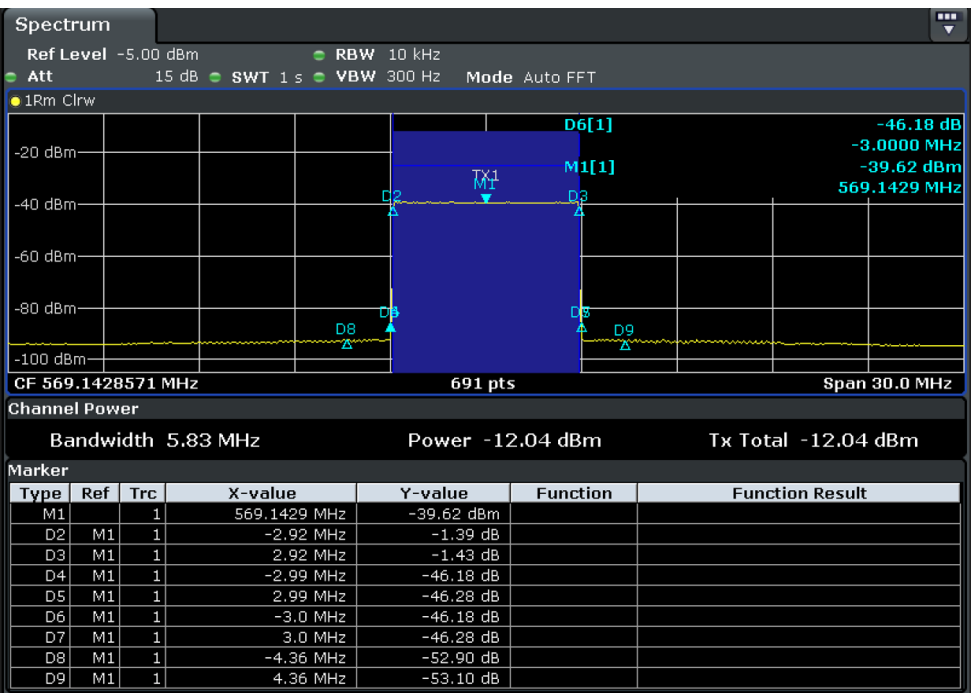 Spectrum
Ref Level -5.00 dBm RBW 10 kHz
Att 15 dB SWT 1 s VBW 300 Hz Mode Auto FFT
1Rm Clrw
D6[1] -46.18 dB
-3.0000 MHz
M1[1] -39.62 dBm
569.1429 MHz
-20 dBm
TX1
M1
D2 D3
-40 dBm
-60 dBm
-80 dBm
D8 D9
-100 dBm
CF 569.1428571 MHz 691 pts Span 30.0 MHz
Channel Power
Bandwidth 5.83 MHz Power -12.04 dBm Tx Total -12.04 dBm
Marker
Type Ref Trc X-value Y-value Function Function Result
M1 1 569.1429 MHz -39.62 dBm
D2 M1 1 -2.92 MHz -1.39 dB
D3 M1 1 2.92 MHz -1.43 dB
D4 M1 1 -2.99 MHz -46.18 dB
D5 M1 1 2.99 MHz -46.28 dB
D6 M1 1 -3.0 MHz -46.18 dB
D7 M1 1 3.0 MHz -46.28 dB
D8 M1 1 -4.36 MHz -52.90 dB
D9 M1 1 4.36 MHz -53.10 dB